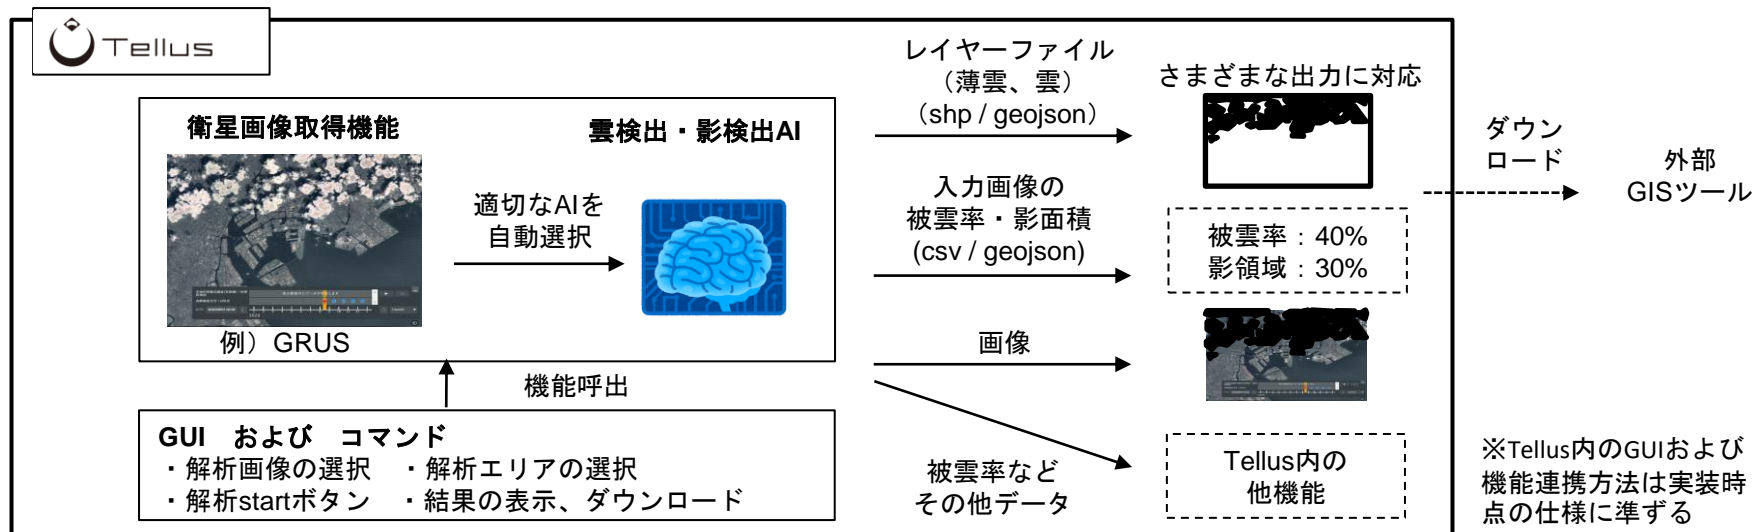 Tellus
衛星画像取得機能
雲検出・影検出AI
適切なAIを
自動選択
例）GRUS
機能呼出
GUI　および　コマンド
・解析画像の選択　・解析エリアの選択
・解析startボタン　・結果の表示、ダウンロード
レイヤーファイル
（薄雲、雲）
（shp / geojson）
入力画像の
被雲率・影面積
(csv / geojson)
画像
被雲率など
その他データ
さまざまな出力に対応
被雲率：40%
影領域：30%
Tellus内の
他機能
ダウン
ロード
外部
GISツール
※Tellus内のGUIおよび
機能連携方法は実装時
点の仕様に準ずる